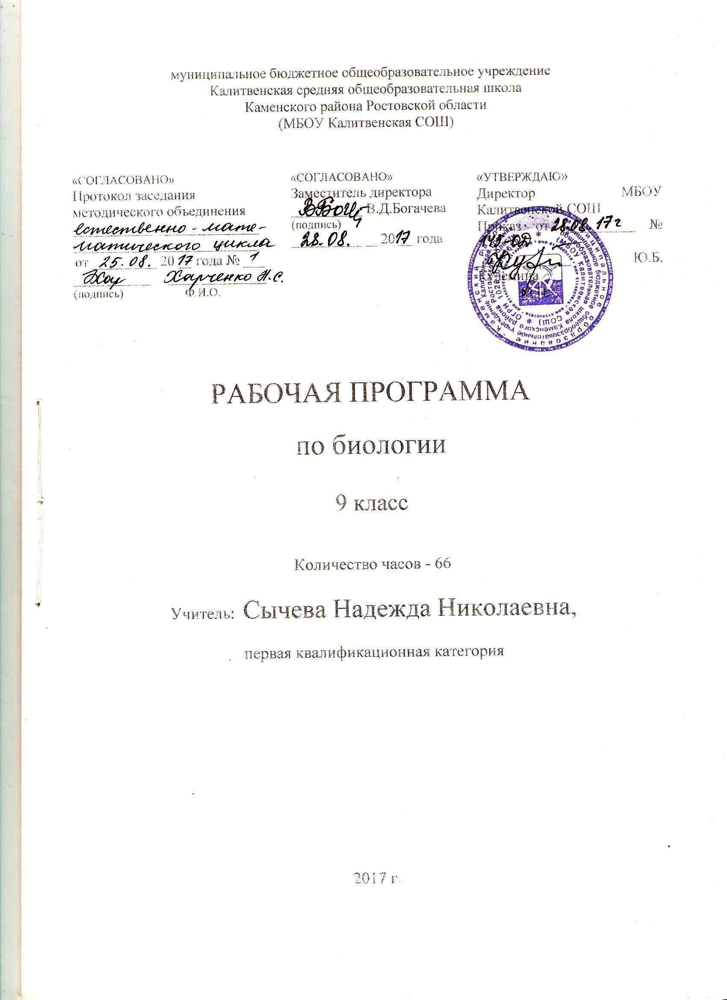 муниципальное бюджетное общеобразовательное учреждение
Калитвенская средняя общеобразовательная школа
Каменского района Ростовской области
(МБОУ Калитвенская СОШ)
«СОГЛАСОВАНО»
Протокол заседания
методического объединения
естественно-мате-
матического цикла
от 25.08. 2017 года № 1
Харченко Н.С.
(подпись) Ф.И.О.
«СОГЛАСОВАНО»
Заместитель директора
В.Д.Богачева
(подпись)
28.08. 2017 года
«УТВЕРЖДАЮ»
Директор МБОУ
Калитвенской СОШ
Приказ от 28.08.17г №
145-ОД
Ю.Б.
М.П.
РАБОЧАЯ ПРОГРАММА
по биологии
9 класс
Количество часов - 66
Учитель: Сычева Надежда Николаевна,
первая квалификационная категория
2017 г.